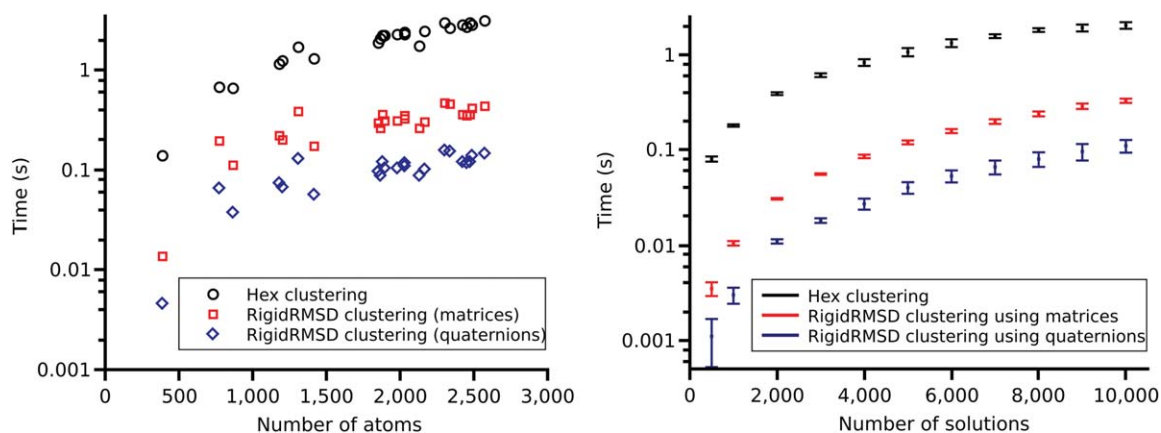 Time (s)
1
0.1
0.01
0.001
0
500
1,000
1,500
2,000
2,500
3,000
Number of atoms
Hex clustering
RigidRMSD clustering (matrices)
RigidRMSD clustering (quaternions)
Time (s)
1
0.1
0.01
0.001
0
2,000
4,000
6,000
8,000
10,000
Number of solutions
Hex clustering
RigidRMSD clustering using matrices
RigidRMSD clustering using quaternions